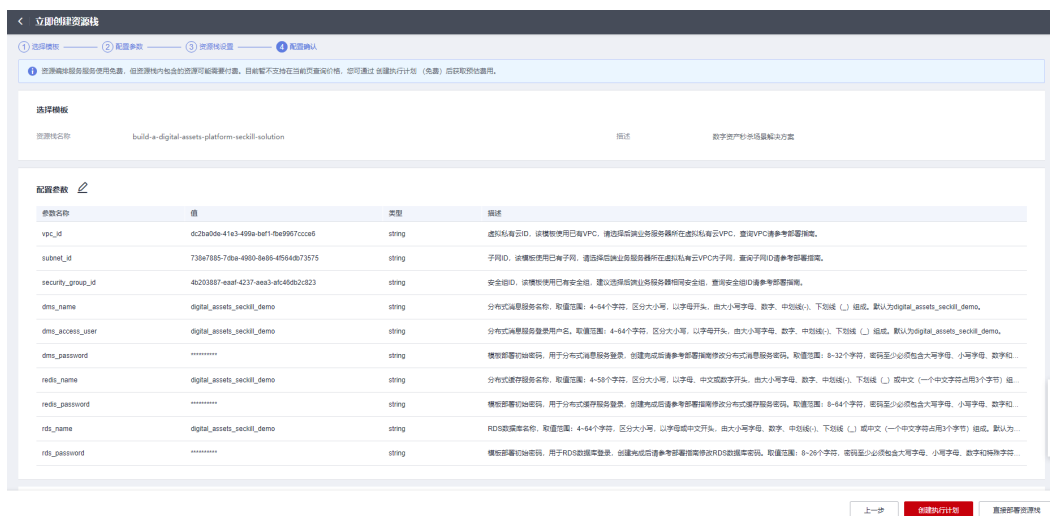 立即创建资源栈
1 选择模板 2 配置参数 3 资源栈设置 4 配置确认
资源编排服务服务使用免费，但资源栈内包含的资源可能需要付费。目前暂不支持在当前页查询价格，您可通过 创建执行计划 （免费）后获取预估费用。
选择模板
资源栈名称 build-a-digital-assets-platform-seckill-solution 描述 数字资产秒杀场景解决方案
配置参数
参数名称 值 类型 描述
vpc_id dc2ba0de-41e3-499a-bef1-fbe9967ccce6 string 虚拟私有云ID，该模板使用已有VPC，请选择后端业务服务器所在虚拟私有云VPC，查询VPC请参考部署指南。
subnet_id 738e7885-7dba-4980-8e86-4f564db73575 string 子网ID，该模板使用已有子网，请选择后端业务服务器所在虚拟私有云VPC内子网，查询子网ID请参考部署指南。
security_group_id 4b203887-eaaf-4237-aea3-afc46db2c823 string 安全组ID，该模板使用已有安全组，建议选择后端业务服务器相同安全组，查询安全组ID请参考部署指南。
dms_name digital_assets_seckill_demo string 分布式消息服务名称，取值范围：4~64个字符，区分大小写，以字母开头，由大小写字母、数字、中划线(-)、下划线（_）组成。默认为digital_assets_seckill_demo。
dms_access_user digital_assets_seckill_demo string 分布式消息服务登录用户名。取值范围：4~64个字符，区分大小写，以字母开头，由大小写字母、数字、中划线(-)、下划线（_）组成。默认为digital_assets_seckill_demo。
dms_password ********** string 模板部署初始密码，用于分布式消息服务登录，创建完成后请参考部署指南修改分布式消息服务密码。取值范围：8~32个字符，密码至少必须包含大写字母、小写字母、数字和...
redis_name digital_assets_seckill_demo string 分布式缓存服务名称，取值范围：4~58个字符，区分大小写，以字母、中文或数字开头，由大小写字母、数字、中划线(-)、下划线（_）或中文（一个中文字符占用3个字节）组...
redis_password ********** string 模板部署初始密码，用于分布式缓存服务登录，创建完成后请参考部署指南修改分布式缓存服务密码。取值范围：8~64个字符，密码至少必须包含大写字母、小写字母、数字和...
rds_name digital_assets_seckill_demo string RDS数据库名称，取值范围：4~64个字符，区分大小写，以字母或中文开头，由大小写字母、数字、中划线(-)、下划线（_）或中文（一个中文字符占用3个字节）组成。默认为...
rds_password ********** string 模板部署初始密码，用于RDS数据库登录，创建完成后请参考部署指南修改RDS数据库密码。取值范围：8~26个字符，密码至少必须包含大写字母、小写字母、数字和特殊字符...
上一步 创建执行计划 直接部署资源栈